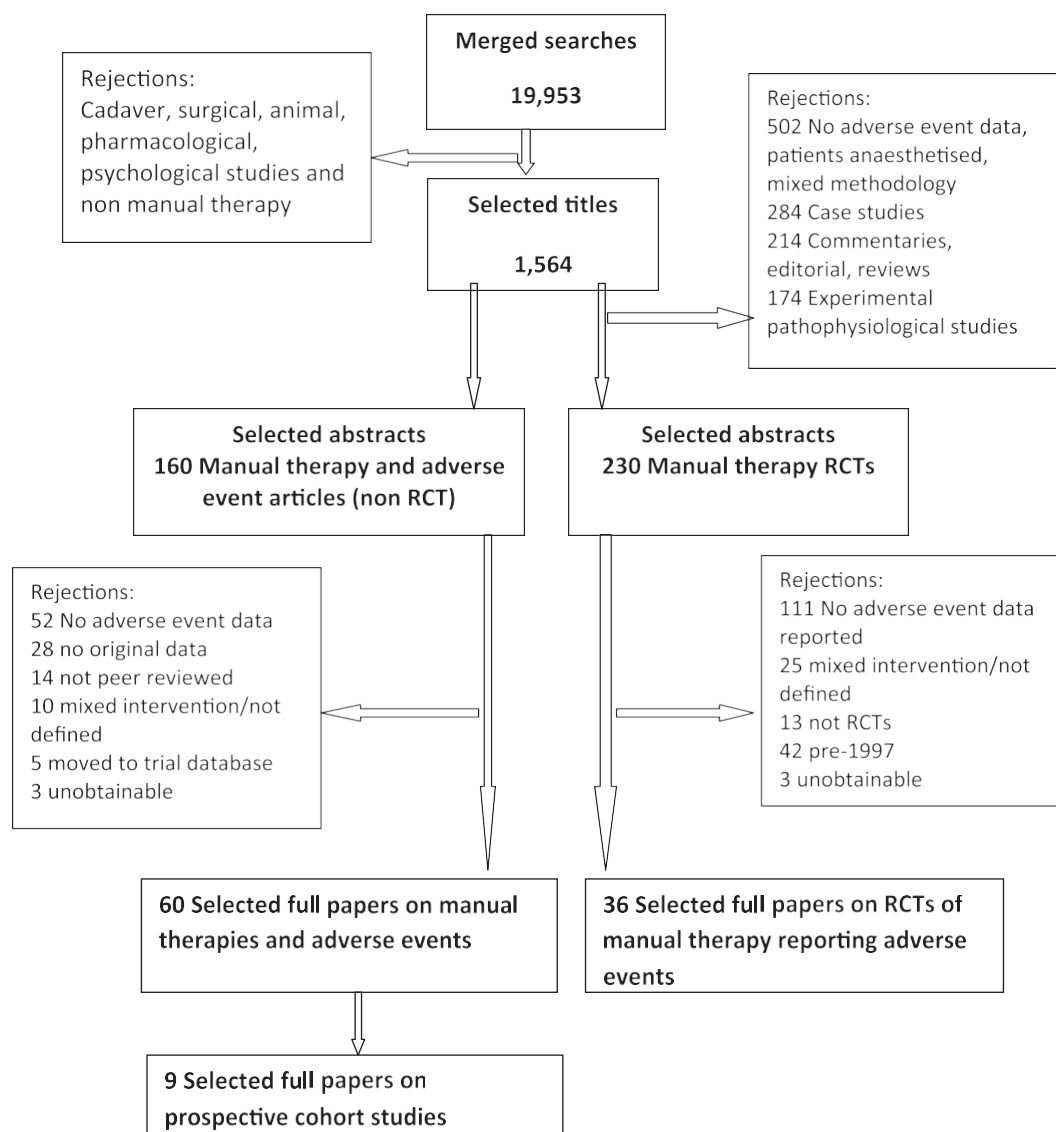 Merged searches
19,953
Rejections:
Cadaver, surgical, animal,
pharmacological,
psychological studies and
non manual therapy
Rejections:
502 No adverse event data,
patients anaesthetised,
mixed methodology
284 Case studies
214 Commentaries,
editorial, reviews
174 Experimental
pathophysiological studies
Selected titles
1,564
Selected abstracts
160 Manual therapy and adverse
event articles (non RCT)
Selected abstracts
230 Manual therapy RCTs
Rejections:
52 No adverse event data
28 no original data
14 not peer reviewed
10 mixed intervention/not
defined
5 moved to trial database
3 unobtainable
Rejections:
111 No adverse event data
reported
25 mixed intervention/not
defined
13 not RCTs
42 pre-1997
3 unobtainable
60 Selected full papers on manual
therapies and adverse events
36 Selected full papers on RCTs of
manual therapy reporting adverse
events
9 Selected full papers on
prospective cohort studies